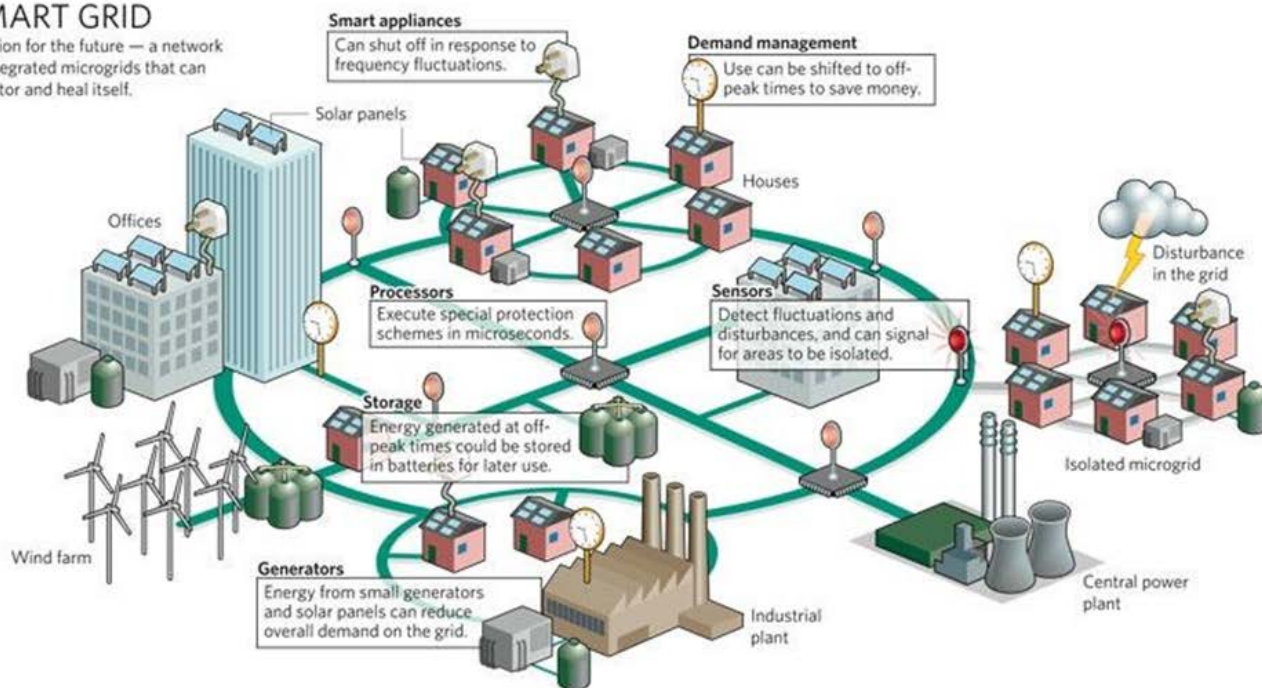 MART GRID
ion for the future — a network
egrated microgrids that can
tor and heal itself.
Smart appliances
Can shut off in response to
frequency fluctuations.
Demand management
Use can be shifted to off-
peak times to save money.
Solar panels
Houses
Offices
Disturbance
in the grid
Processors
Execute special protection
schemes in microseconds.
Sensors
Detect fluctuations and
disturbances, and can signal
for areas to be isolated.
Storage
Energy generated at off-
peak times could be stored
in batteries for later use.
Isolated microgrid
Wind farm
Generators
Energy from small generators
and solar panels can reduce
overall demand on the grid.
Industrial
plant
Central power
plant